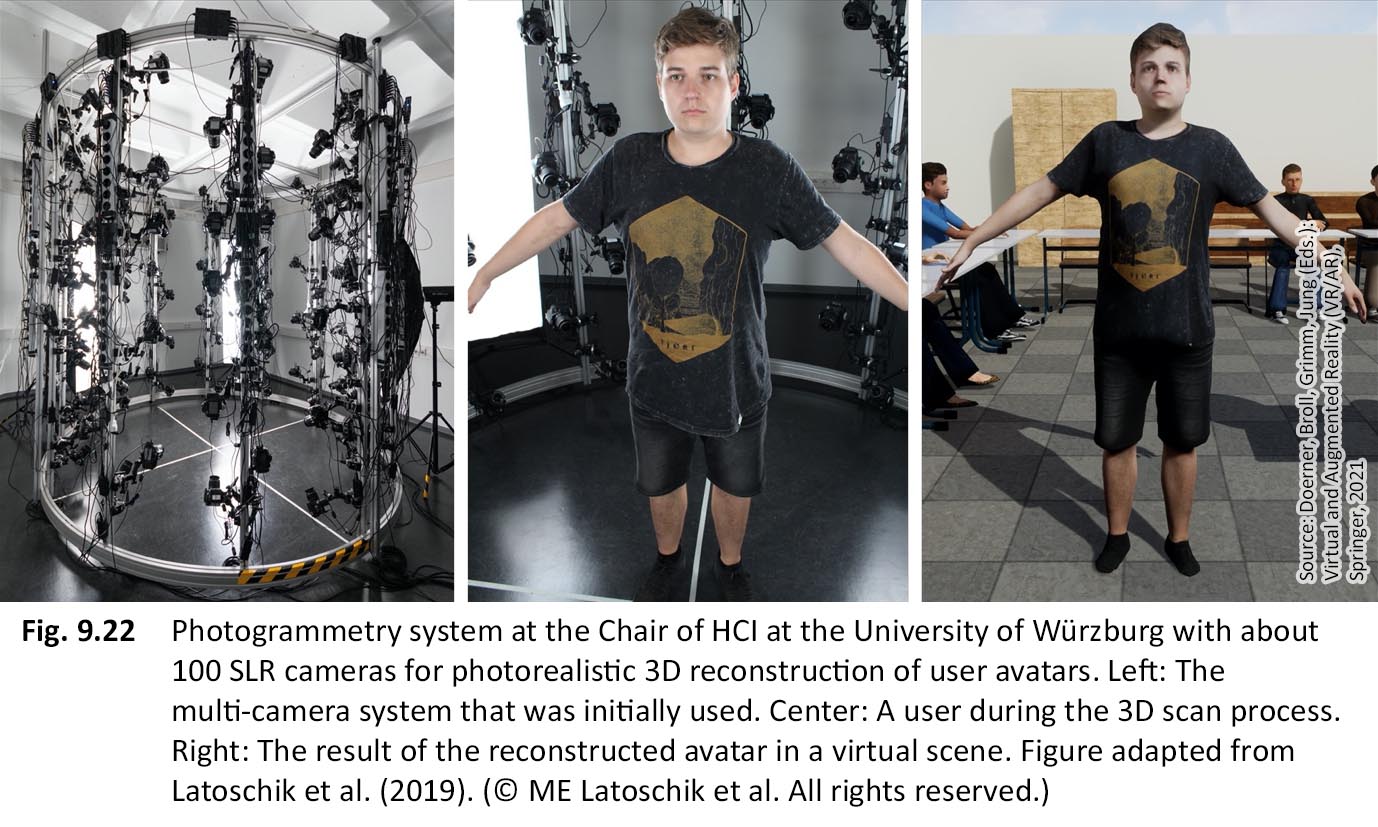 tjcer
Source: Doerner, Broll, Grimm, Jung (Eds.):
Virtual and Augmented Reality (VR/AR),
Springer, 2021
Fig. 9.22 Photogrammetry system at the Chair of HCI at the University of Würzburg with about
100 SLR cameras for photorealistic 3D reconstruction of user avatars. Left: The
multi-camera system that was initially used. Center: A user during the 3D scan process.
Right: The result of the reconstructed avatar in a virtual scene. Figure adapted from
Latoschik et al. (2019). (© ME Latoschik et al. All rights reserved.)